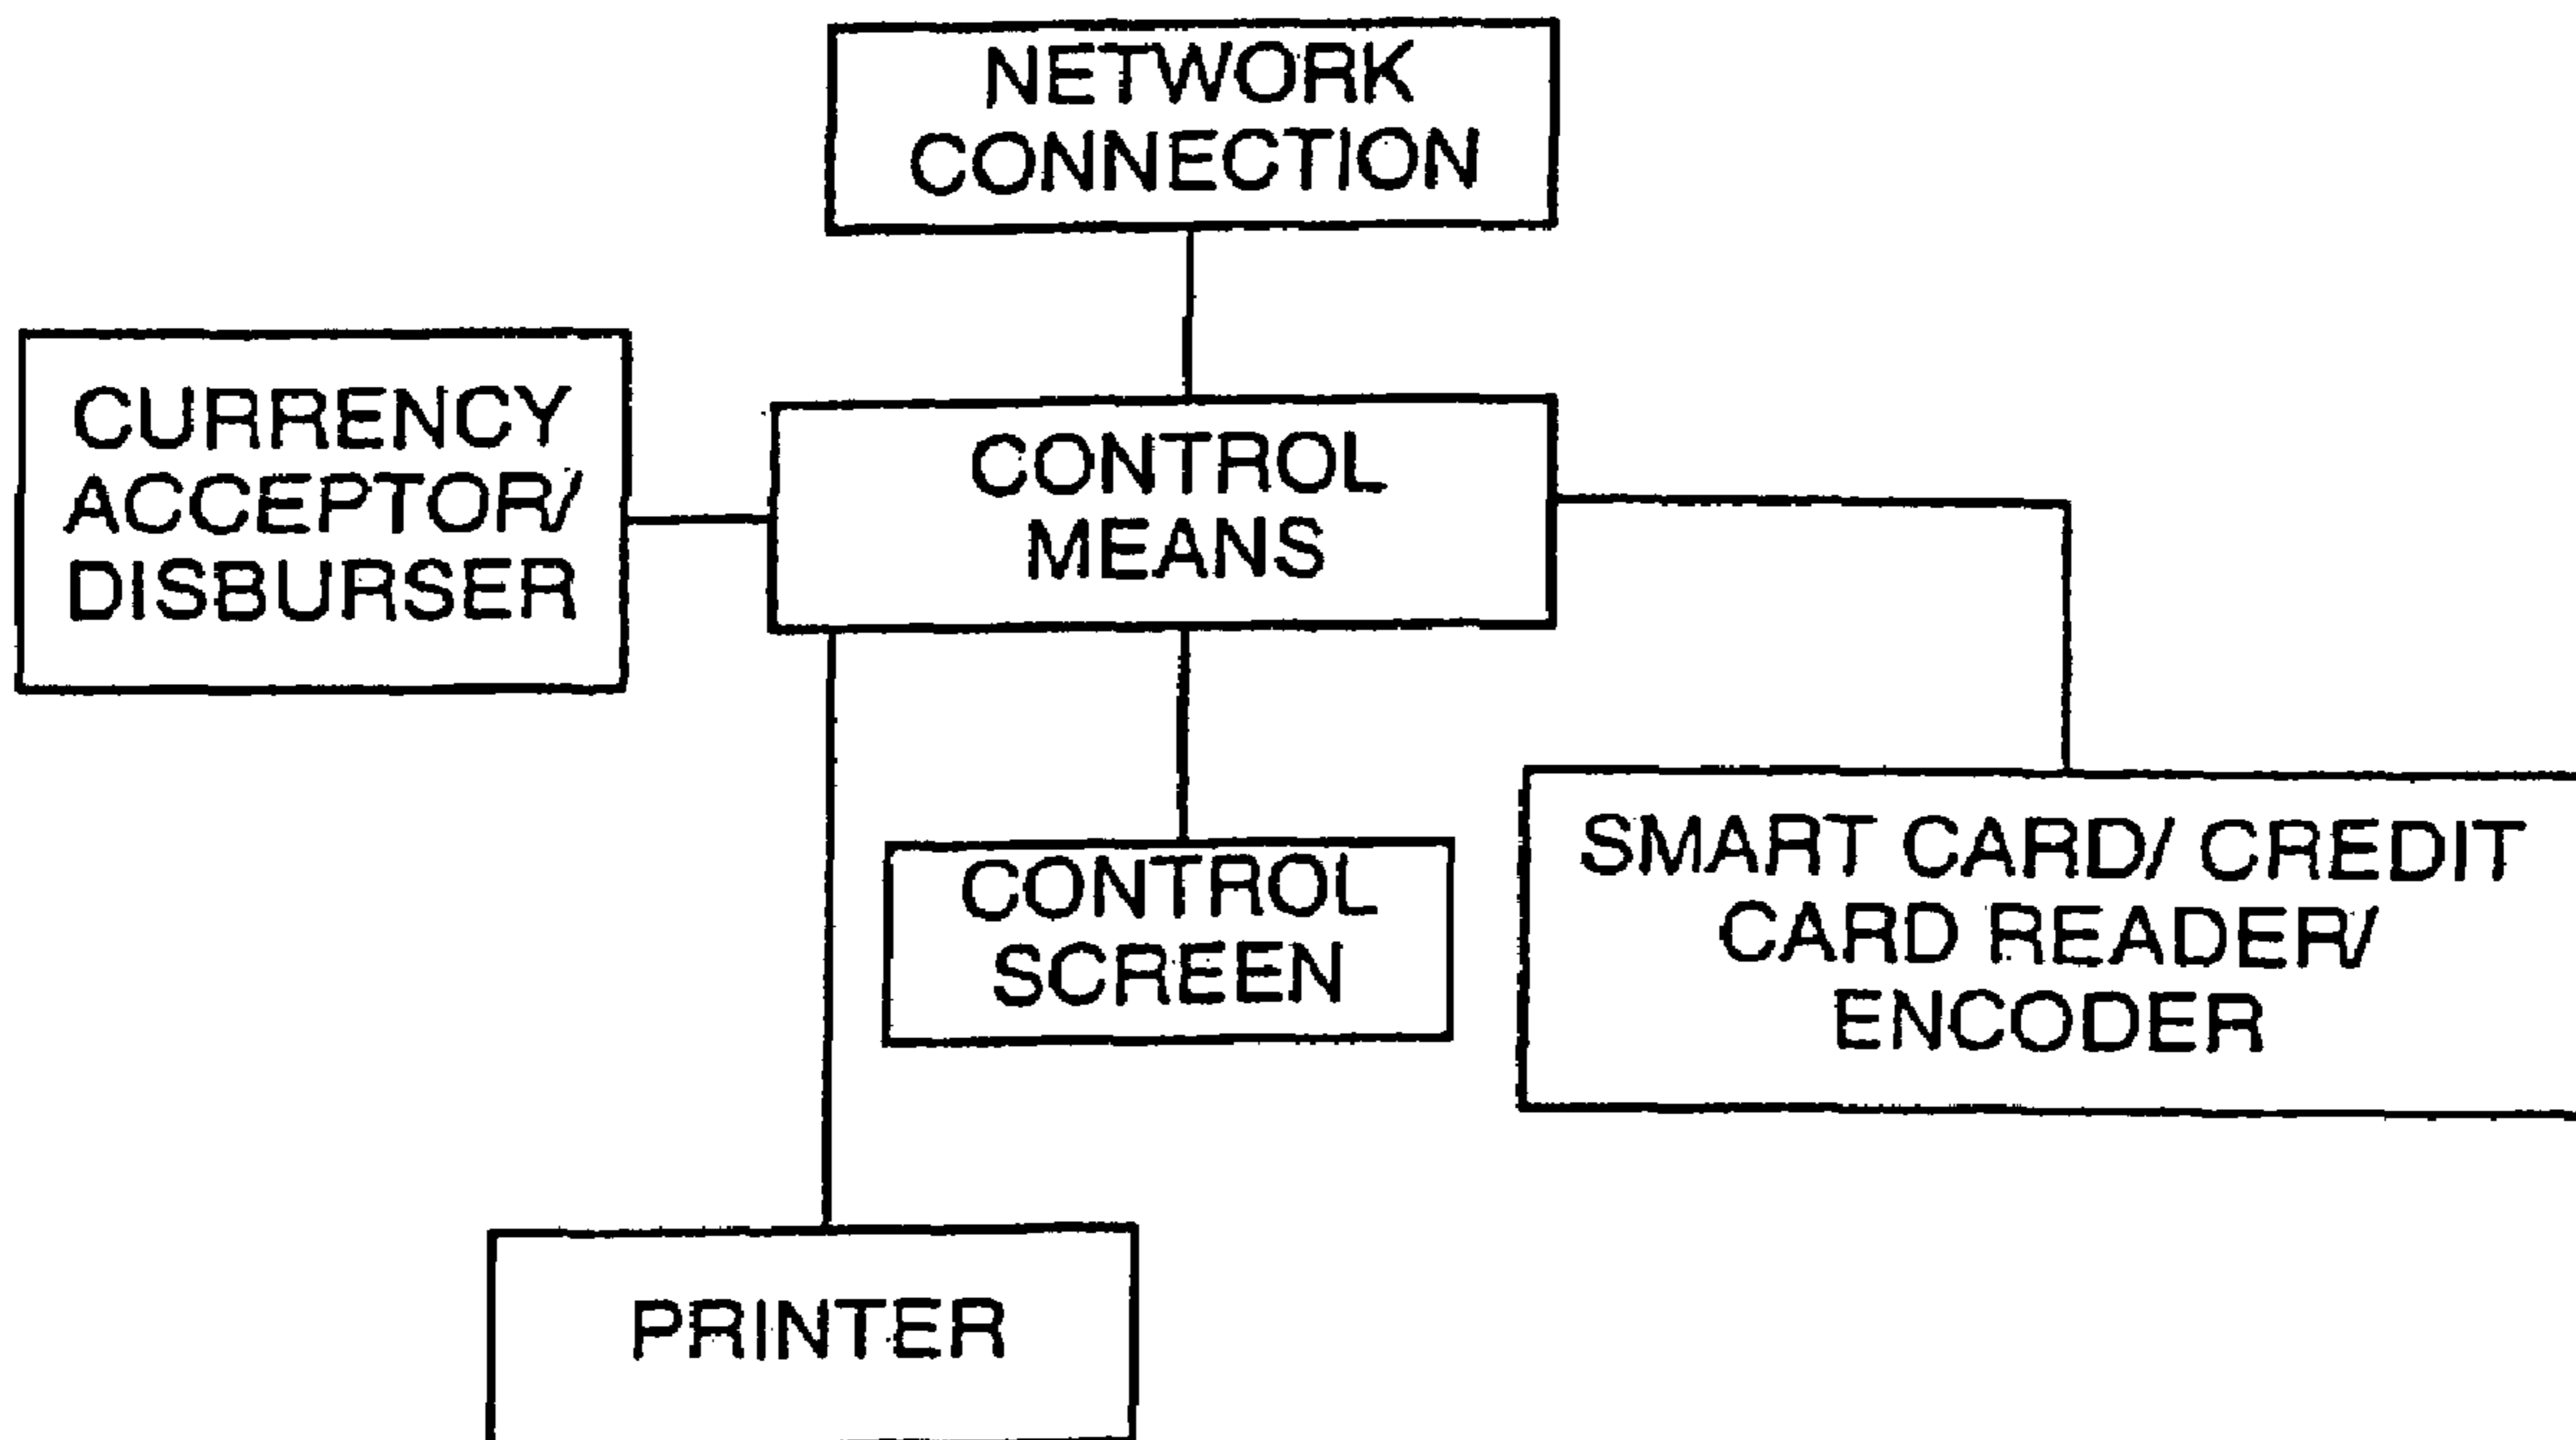 NETWORK
CONNECTION
CURRENCY
ACCEPTOR/
DISBURSER
CONTROL
MEANS
CONTROL
SCREEN
SMART CARD/ CREDIT
CARD READER/
ENCODER
PRINTER